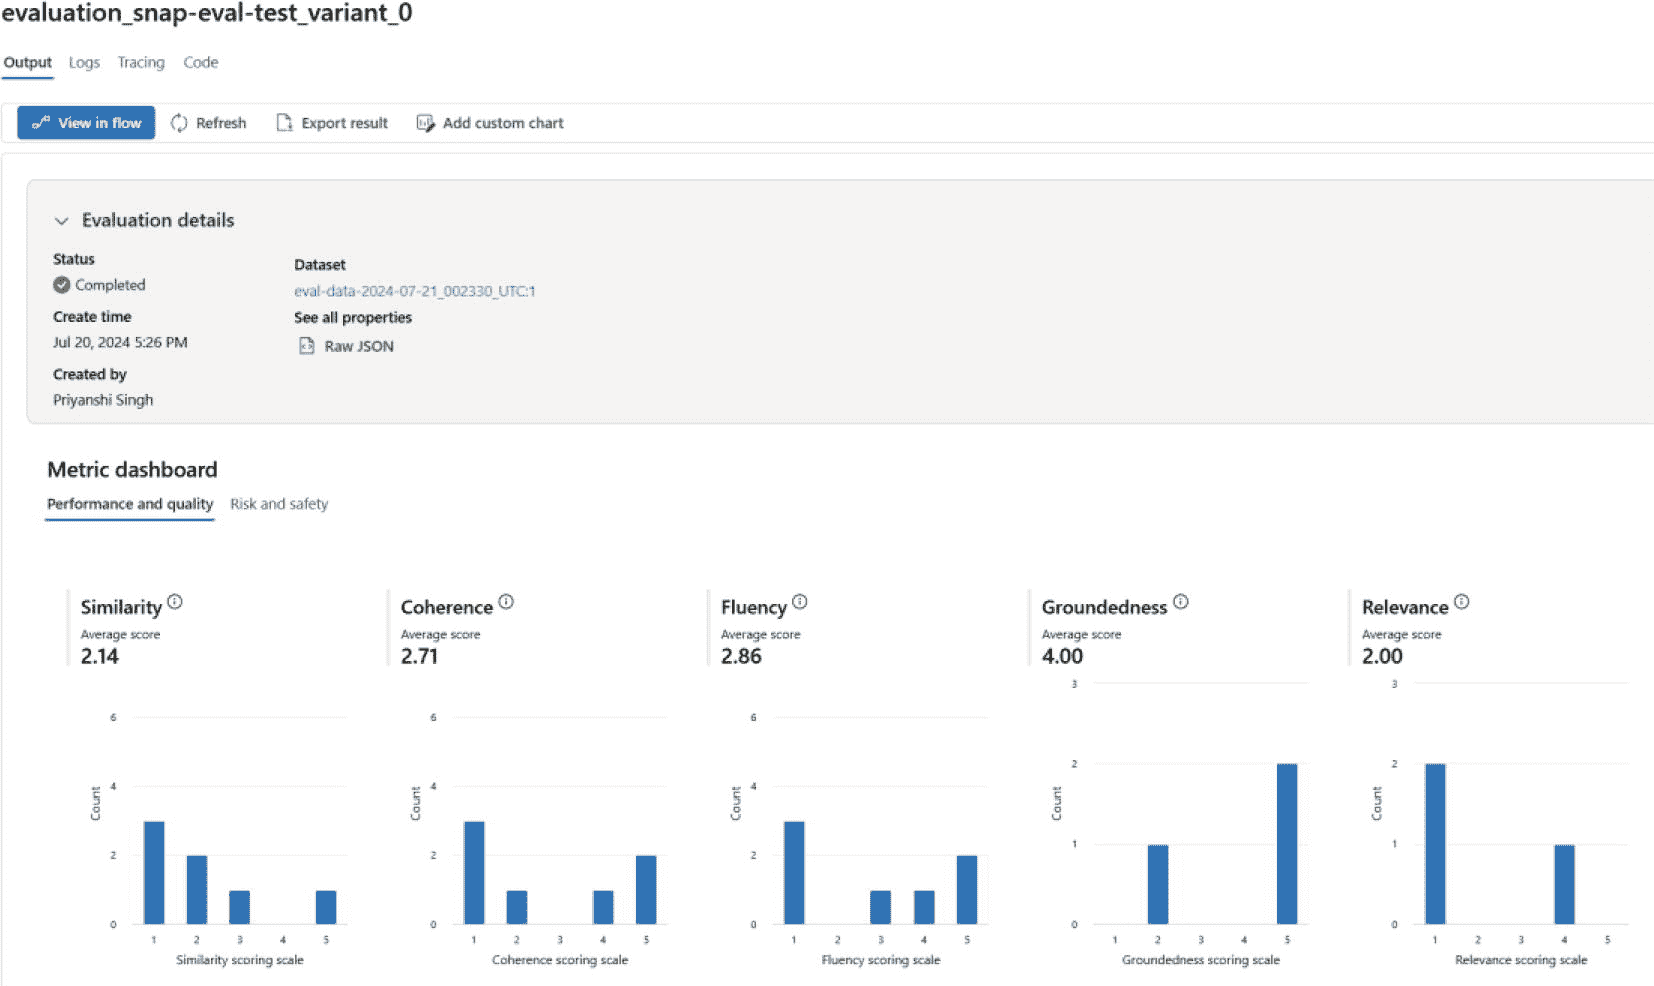 evaluation_snap-eval-test_variant_0
Output Logs Tracing Code
View in flow Refresh Export result Add custom chart
Evaluation details
Status
Completed
Create time
Jul 20, 2024 5:26 PM
Created by
Priyanshi Singh
Dataset
eval-data-2024-07-21_002330_UTC:1
See all properties
Raw JSON
Metric dashboard
Performance and quality Risk and safety
Similarity
Average score
2.14
6
4
2
0
Count
1 2 3 4 5
Similarity scoring scale
Coherence
Average score
2.71
6
4
2
0
Count
1 2 3 4 5
Coherence scoring scale
Fluency
Average score
2.86
6
4
2
0
Count
1 2 3 4 5
Fluency scoring scale
Groundedness
Average score
4.00
3
2
1
0
Count
1 2 3 4 5
Groundedness scoring scale
Relevance
Average score
2.00
3
2
1
0
Count
1 2 3 4 5
Relevance scoring scale